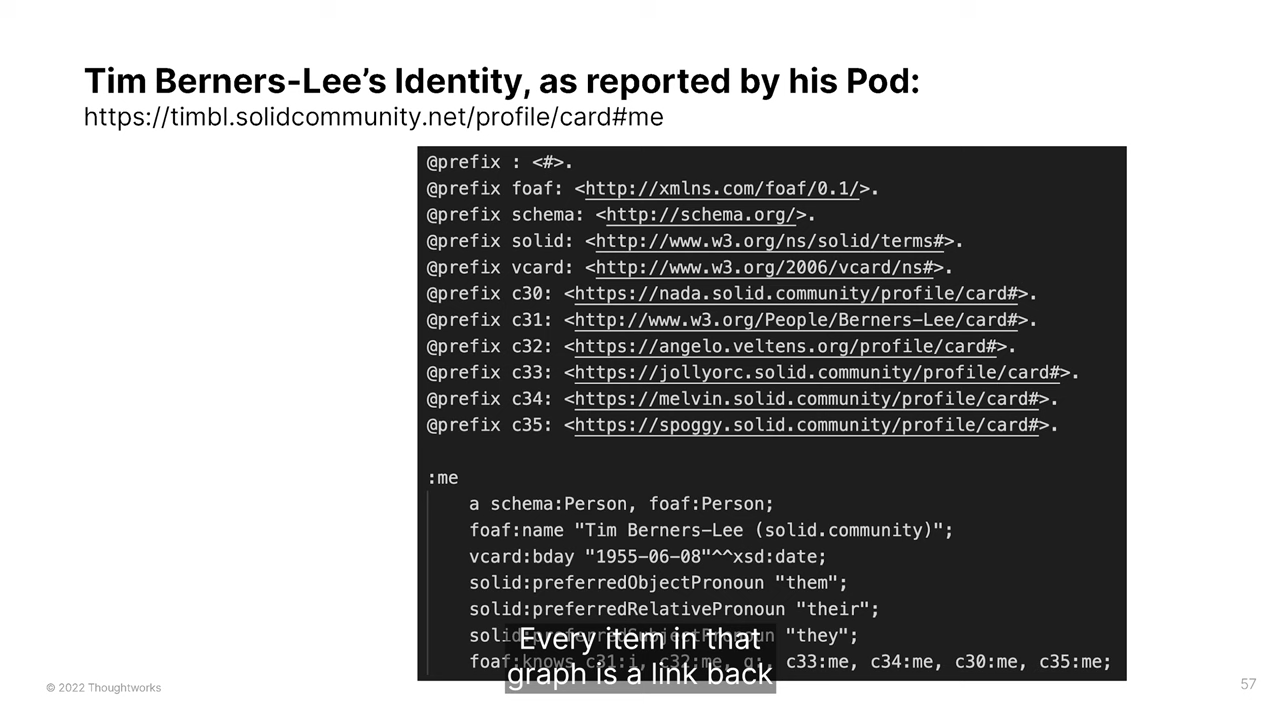 Tim Berners-Lee’s Identity, as reported by his Pod:
https://timbl.solidcommunity.net/profile/card#me
@prefix : <#>.
@prefix foaf: <http://xmlns.com/foaf/0.1/>.
@prefix schema: <http://schema.org/>.
@prefix solid: <http://www.w3.org/ns/solid/terms#>.
@prefix vcard: <http://www.w3.org/2006/vcard/ns#>.
@prefix c30: <https://nada.solid.community/profile/card#>.
@prefix c31: <http://www.w3.org/People/Berners-Lee/card#>.
@prefix c32: <https://angelo.veltens.org/profile/card#>.
@prefix c33: <https://jollyorc.solid.community/profile/card#>.
@prefix c34: <https://melvin.solid.community/profile/card#>.
@prefix c35: <https://spoggy.solid.community/profile/card#>.
:me
a schema:Person, foaf:Person;
foaf:name "Tim Berners-Lee (solid.community)";
vcard:bday "1955-06-08"^^xsd:date;
solid:preferredObjectPronoun "them";
solid:preferredRelativePronoun "their";
solid:preferredSubjectPronoun "they";
foaf:knows c31:i, c32:me, c33:me, c34:me, c30:me, c35:me;
Every item in that
graph is a link back
© 2022 Thoughtworks
57